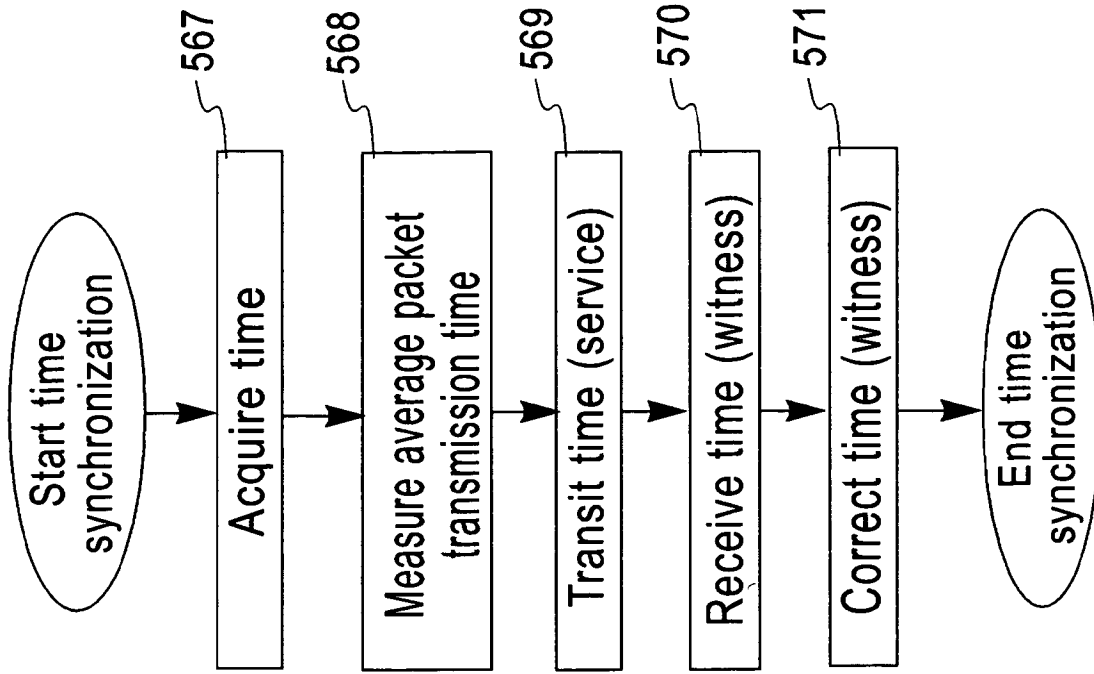 Start time
synchronization
Acquire time
567
Measure average packet
transmission time
568
Transit time (service)
569
Receive time (witness)
570
Correct time (witness)
571
End time
synchronization